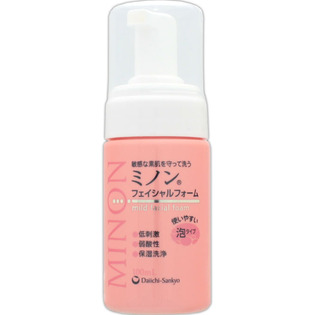 MINON
敏感な素肌を守って洗う
ミノン®
フェイシャルフォーム
mild facial foam
使いやすい
泡タイプ
●低刺激
●弱酸性
●保湿洗浄
100mL
Daiichi-Sankyo